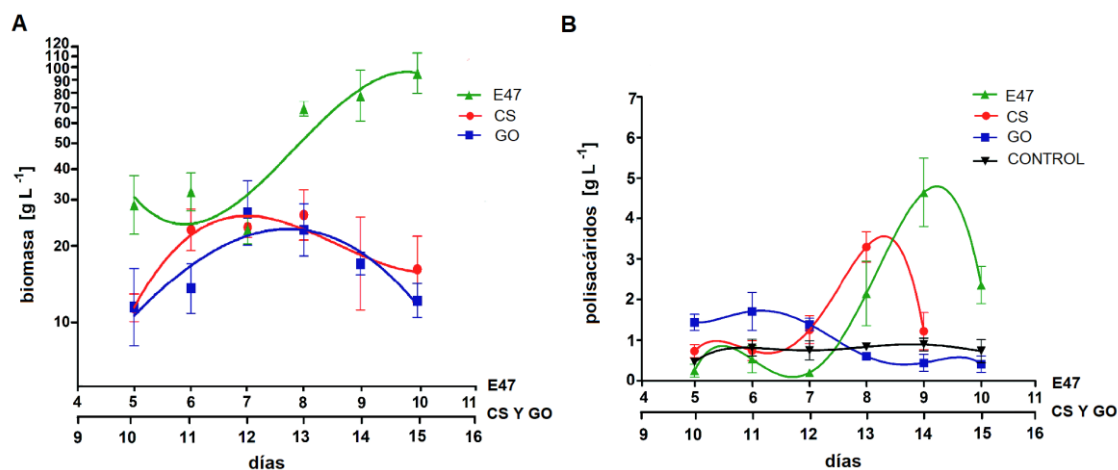 A
biomasa [g L -1]
120
110
100
90
80
70
60
50
40
30
20
10
E47
CS
GO
4 5 6 7 8 9 10 11 E47
9 10 11 12 13 14 15 16 CS Y GO
días
B
polisacáridos [g L -1]
7
6
5
4
3
2
1
0
E47
CS
GO
CONTROL
4 5 6 7 8 9 10 11 E47
9 10 11 12 13 14 15 16 CS Y GO
días